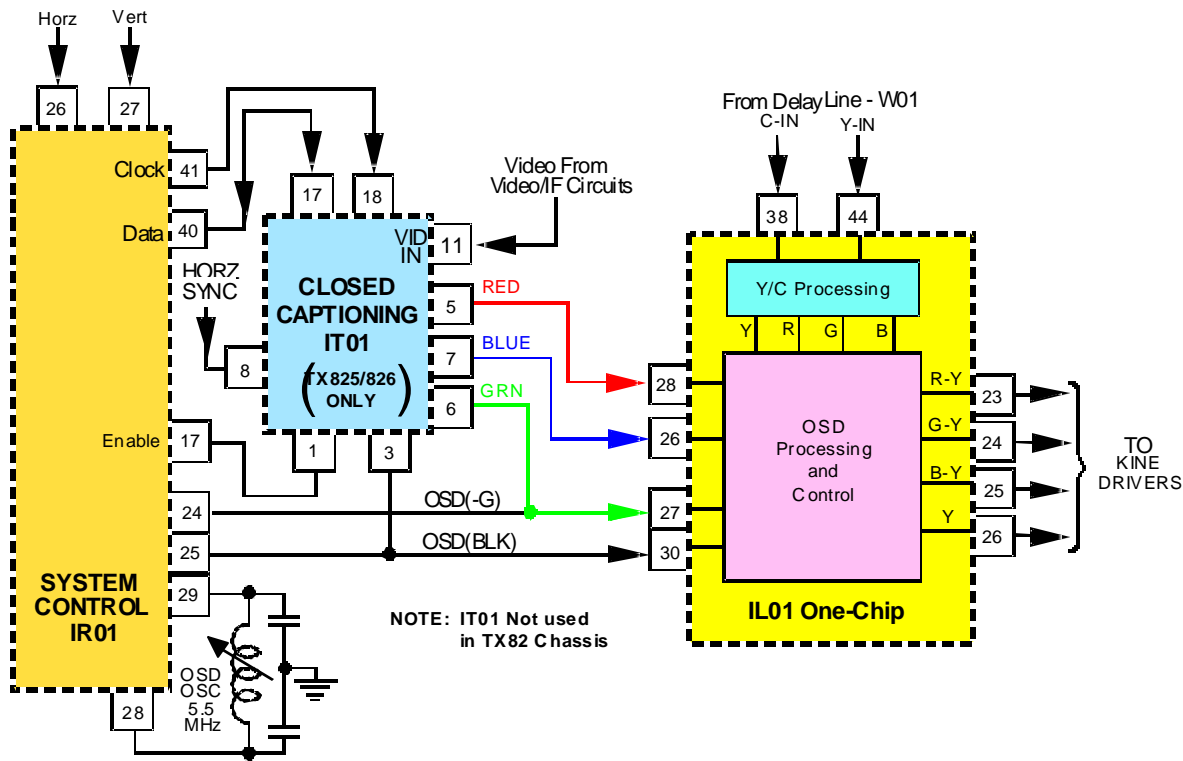 Horz
Vert
26
27
Clock
41
Data
40
HORZ.
SYNC
8
Enable
17
24
25
29
28
SYSTEM
CONTROL
IR01
OSD
OSC
5.5
MHz
17
18
VID
IN
11
CLOSED
CAPTIONING
IT01
(TX825/826
ONLY)
5
7
6
1
3
Video From
Video/IF Circuits
RED
BLUE
GRN
OSD(-G)
OSD(BLK)
NOTE: IT01 Not used
in TX82 Chassis
From Delay Line - W01
C-IN
Y-IN
38
44
Y/C Processing
Y
R
G
B
28
26
27
30
OSD
Processing
and
Control
R-Y
G-Y
B-Y
Y
23
24
25
26
IL01 One-Chip
TO
KINE
DRIVERS